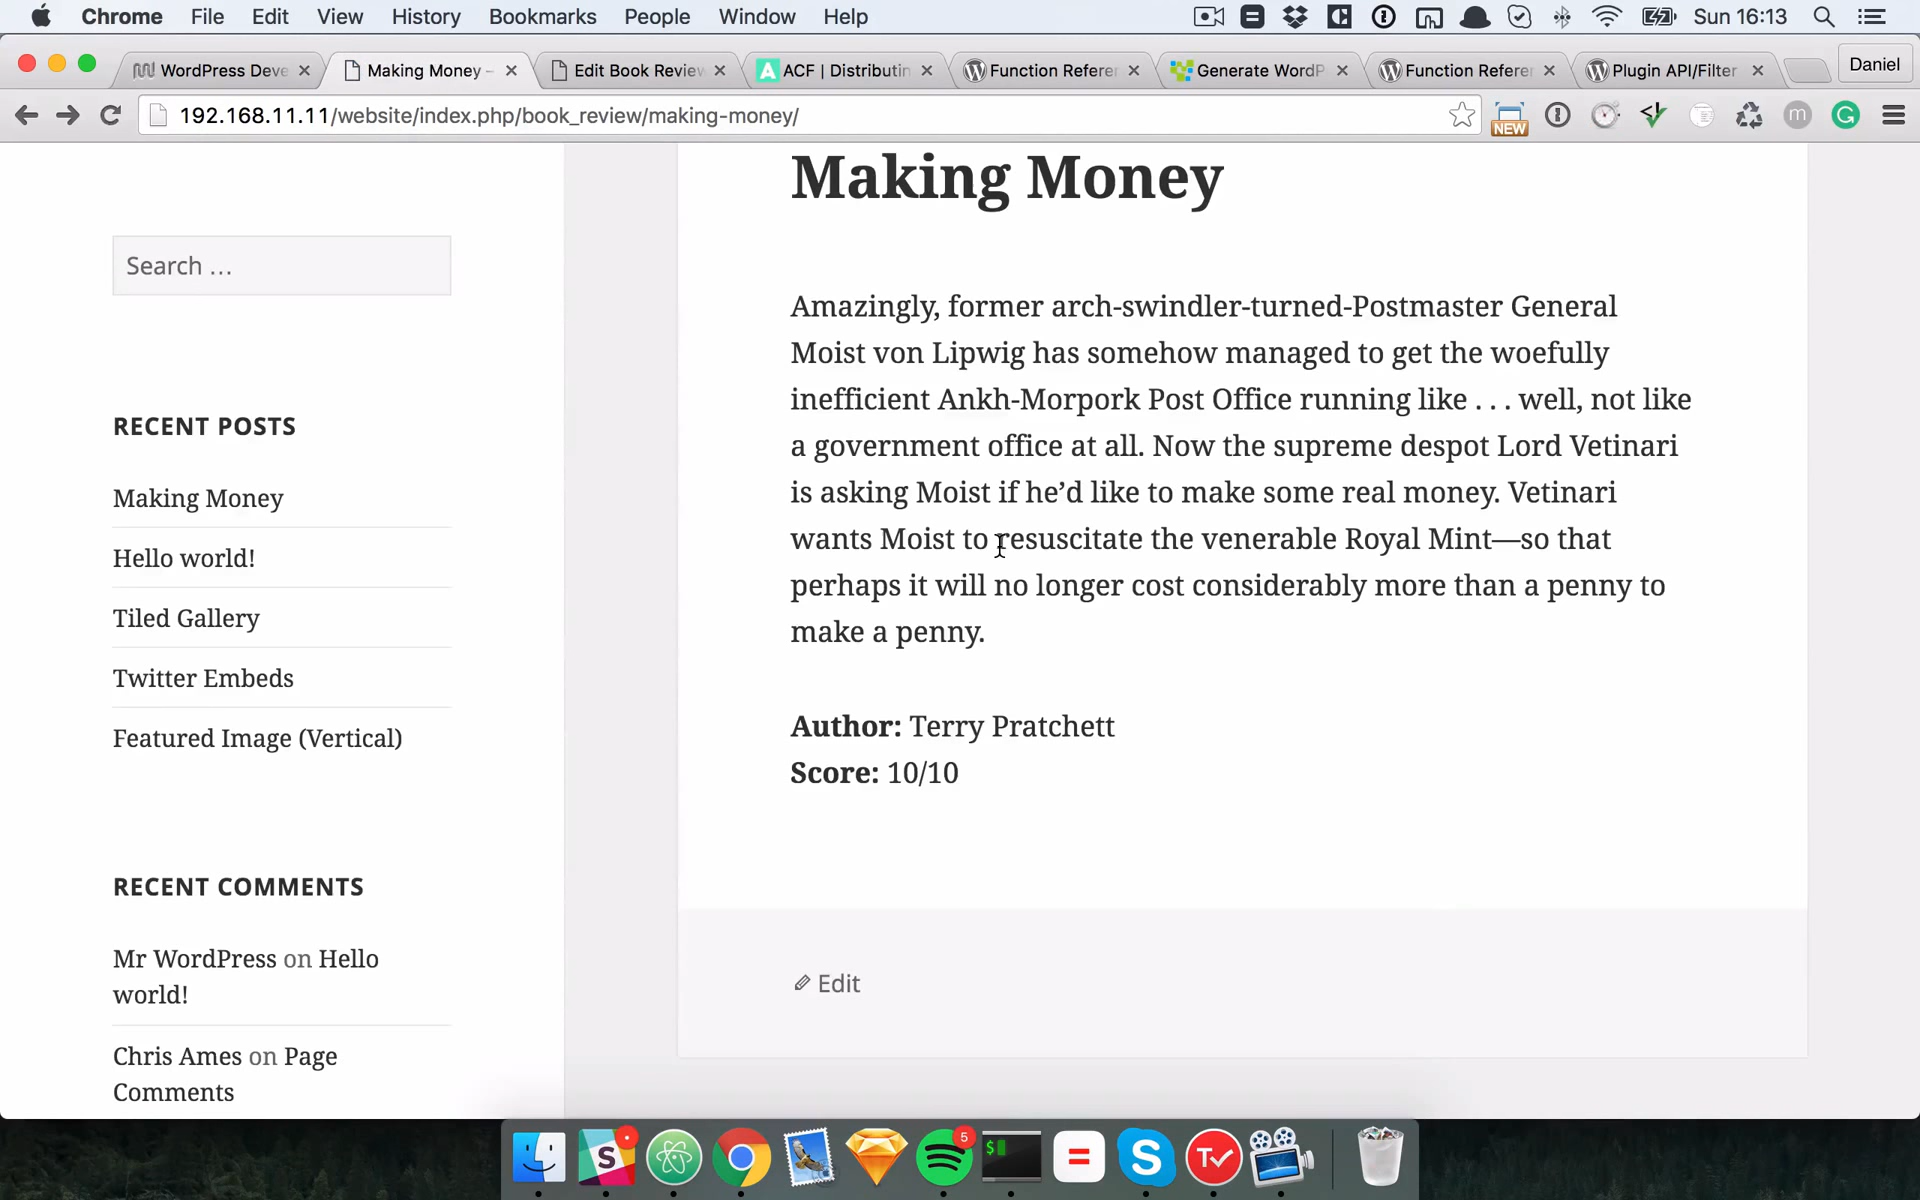 Chrome File Edit View History Bookmarks People Window Help Sun 16:13
WordPress Deve Making Money - Edit Book Review ACF | Distributin Function Referer Generate WordP Function Referer Plugin API/Filter Daniel
192.168.11.11/website/index.php/book_review/making-money/
NEW
Making Money
Search …
RECENT POSTS
Making Money
Hello world!
Tiled Gallery
Twitter Embeds
Featured Image (Vertical)
RECENT COMMENTS
Mr WordPress on Hello
world!
Chris Ames on Page
Comments
Amazingly, former arch-swindler-turned-Postmaster General
Moist von Lipwig has somehow managed to get the woefully
inefficient Ankh-Morpork Post Office running like . . . well, not like
a government office at all. Now the supreme despot Lord Vetinari
is asking Moist if he’d like to make some real money. Vetinari
wants Moist to resuscitate the venerable Royal Mint—so that
perhaps it will no longer cost considerably more than a penny to
make a penny.
Author: Terry Pratchett
Score: 10/10
Edit
5